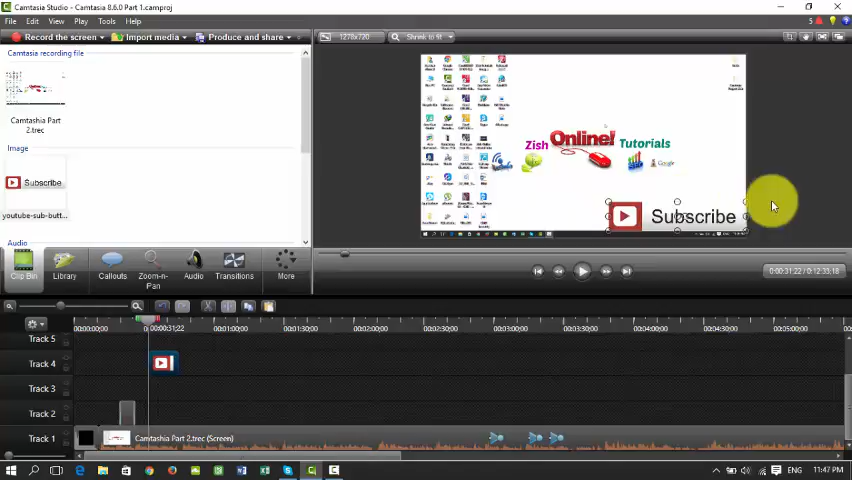 Camtasia Studio - Camtasia 8.6.0 Part 1.camproj
File Edit View Play Tools Help
5
Record the screen Import media Produce and share
1278x720 Shrink to fit
Camtasia recording file
Camtashia Part
2.trec
Image
Subscribe
youtube-sub-butt...
Audio
Zish Online! Tutorials
Google
Subscribe
Clip Bin Library Callouts Zoom-n-
Pan Audio Transitions More
0:00:31;22 / 0:12:33;18
00:00:00;00 00:00:31;22 00:01:00;00 00:01:30;00 00:02:00;00 00:02:30;00 00:03:00;00 00:03:30;00 00:04:00;00 00:04:30;00 00:05:00;00
Track 5
Track 4
Track 3
Track 2
Track 1 Camtashia Part 2.trec (Screen)
ENG 11:47 PM